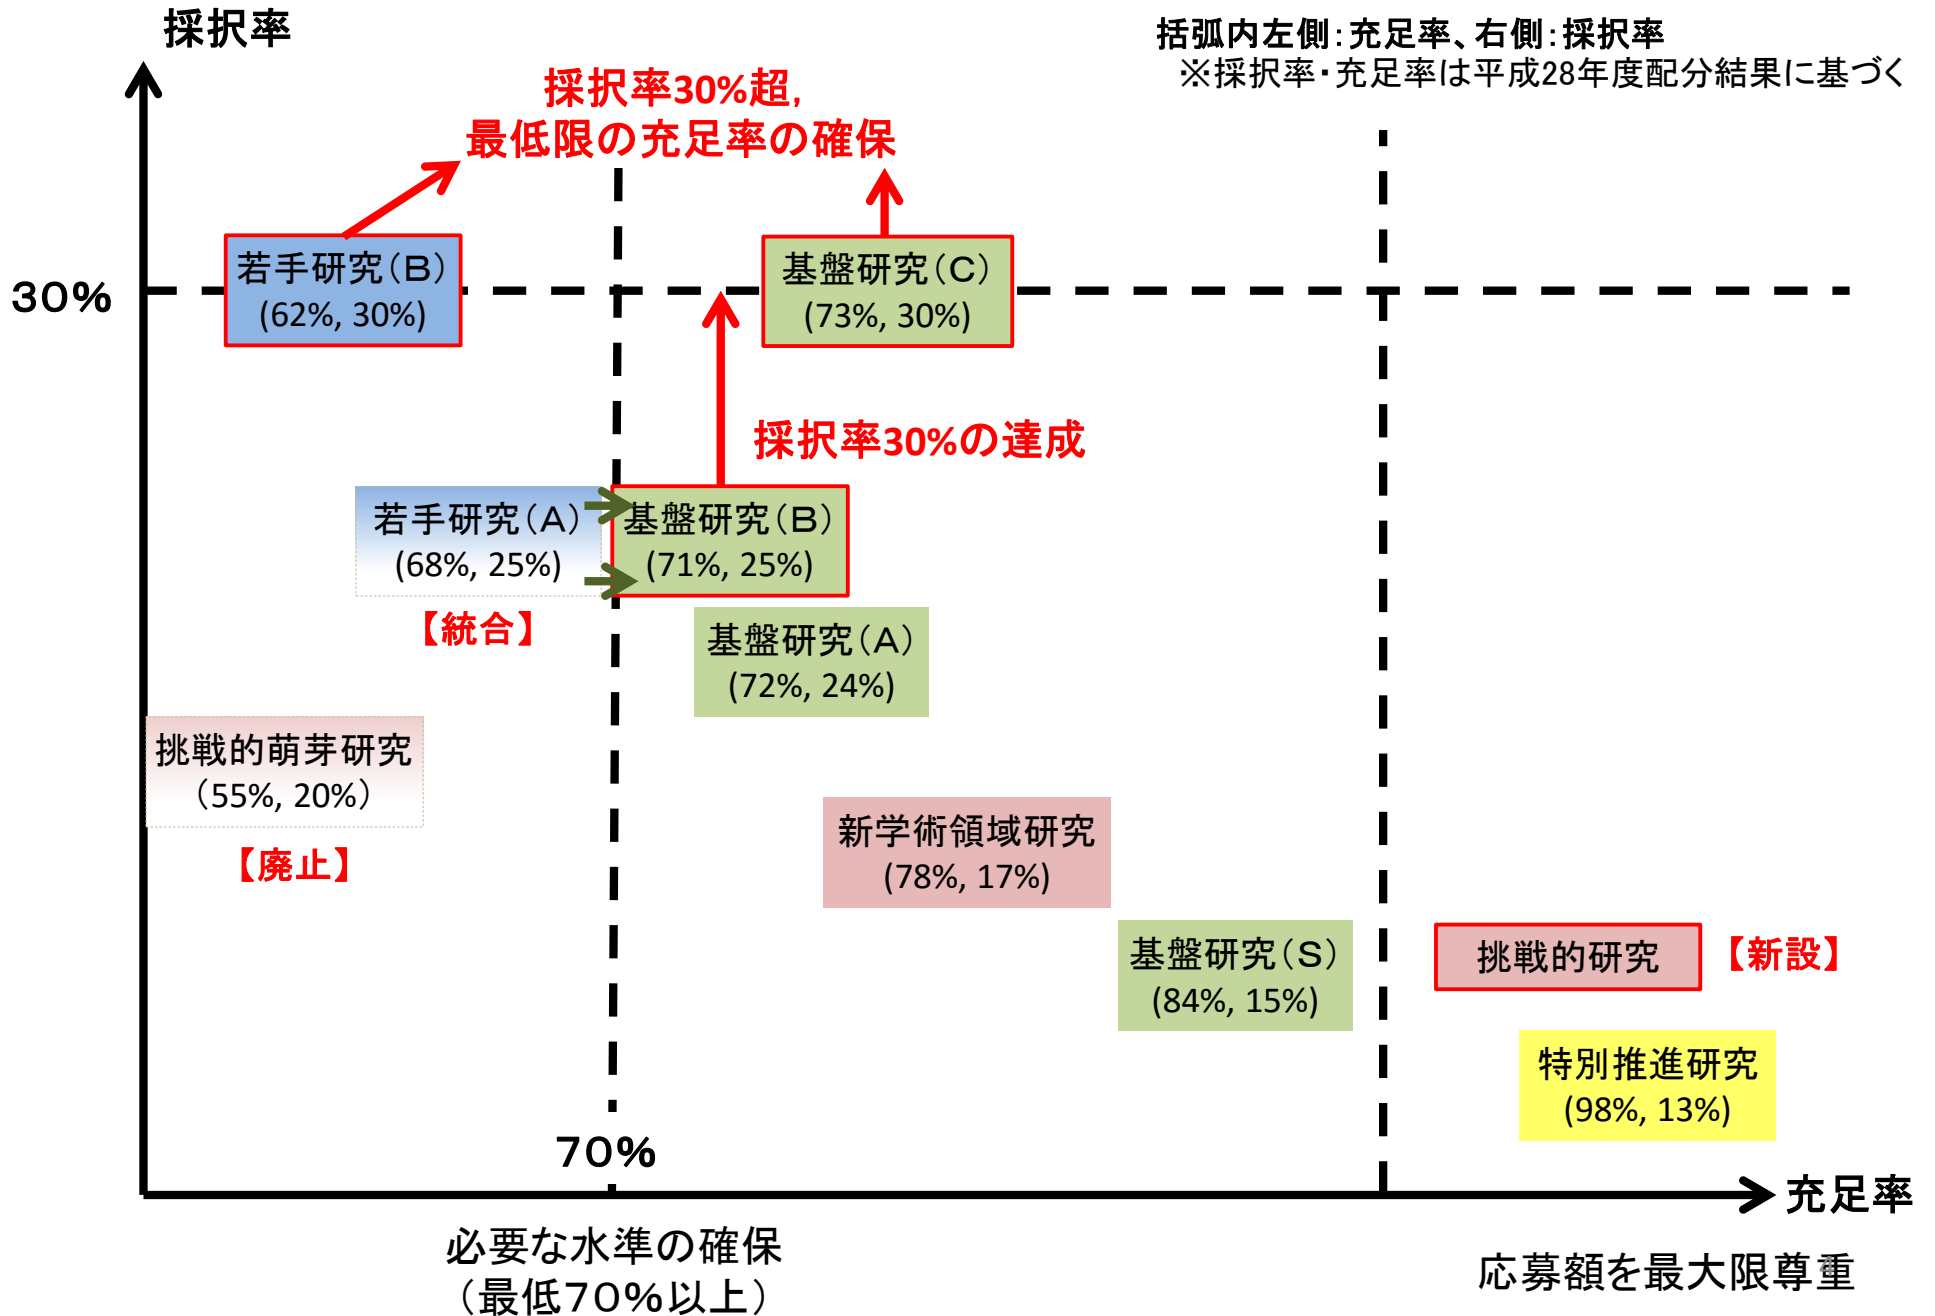 採択率
括弧内左側：充足率、右側：採択率
※採択率・充足率は平成28年度配分結果に基づく
採択率30%超，
最低限の充足率の確保
若手研究（B）
(62%, 30%)
基盤研究（C）
(73%, 30%)
30%
採択率30%の達成
若手研究（A）
(68%, 25%)
【統合】
基盤研究（B）
(71%, 25%)
基盤研究（A）
(72%, 24%)
挑戦的萌芽研究
（55%, 20%）
【廃止】
新学術領域研究
(78%, 17%)
基盤研究（S）
(84%, 15%)
挑戦的研究
【新設】
特別推進研究
(98%, 13%)
70%
充足率
必要な水準の確保
（最低70%以上）
応募額を最大限尊重